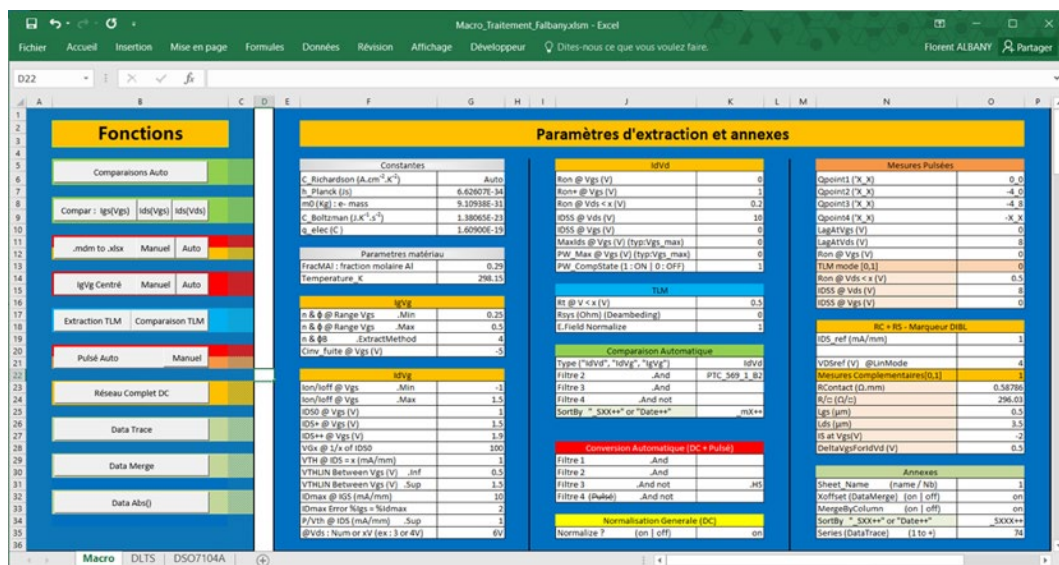 Macro_Traitement_Falbany.xlsm - Excel
Fichier Accueil Insertion Mise en page Formules Données Révision Affichage Développeur Dites-nous ce que vous voulez faire. Florent ALBANY Partager
D22 fx
A B C D E F G H I J K L M N O P
Fonctions
Comparaisons Auto
Compar : Igs(Vgs) Ids(Vgs) Ids(Vds)
.mdm to .xlsx Manuel Auto
IgVg Centré Manuel Auto
Extraction TLM Comparaison TLM
Pulsé Auto Manuel
Réseau Complet DC
Data Trace
Data Merge
Data Abs()
Paramètres d'extraction et annexes
Constantes
C_Richardson (A.cm⁻².K⁻²) Auto
h_Planck (Js) 6.62607E-34
m0 (Kg) : e- mass 9.10938E-31
C_Boltzman (J.K⁻¹.s⁻²) 1.38065E-23
q_elec (C ) 1.60900E-19
Parametres matériau
FracMAl : fraction molaire Al 0.29
Temperature_K 298.15
IgVg
n & ϕ @ Range Vgs .Min 0.25
n & ϕ @ Range Vgs .Max 0.5
n & ϕB .ExtractMethod 4
Cinv_fuite @ Vgs (V) -5
IdVg
Ion/Ioff @ Vgs .Min -1
Ion/Ioff @ Vgs .Max 1.5
IDS0 @ Vgs (V) 1
IDS+ @ Vgs (V) 1.5
IDS++ @ Vgs (V) 1.9
VGx @ 1/x of IDS0 100
VTH @ IDS = x (mA/mm) 1
VTHLIN Between Vgs (V) .Inf 0.5
VTHLIN Between Vgs (V) .Sup 1.5
IDmax @ IGS (mA/mm) 10
IDmax Error %Igs = %Idmax 2
P/Vth @ IDS (mA/mm) .Sup 1
@Vds : Num or xV (ex : 3 or 4V) 6V
IdVd
Ron @ Vgs (V) 0
Ron+ @ Vgs (V) 1
Ron @ Vds < x (V) 0.2
IDSS @ Vds (V) 10
IDSS @ Vgs (V) 0
MaxIds @ Vgs (V) (typ:Vgs_max) 0
PW_Max @ Vgs (V) (typ:Vgs_max) 0
PW_CompState (1 : ON | 0 : OFF) 1
TLM
Rt @ V < x (V) 0.5
Rsys (Ohm) (Deambeding) 0
E.Field Normalize 1
Comparaison Automatique
Type ("IdVd", "IdVg", "IgVg") IdVd
Filtre 2 .And PTC_569_1_B2
Filtre 3 .And
Filtre 4 .And not
SortBy "_SXX++" or "Date++" _mX++
Conversion Automatique (DC + Pulsé)
Filtre 1 .And
Filtre 2 .And
Filtre 3 .And not .HS
Filtre 4 (Pulsé) .And not
Normalisation Generale (DC)
Normalize ? (on | off) on
Mesures Pulsées
Qpoint1 ('X_X) 0_0
Qpoint2 ('X_X) -4_0
Qpoint3 ('X_X) -4_8
Qpoint4 ('X_X) -X_X
LagAtVgs (V) 0
LagAtVds (V) 8
Ron @ Vgs (V) 0
TLM mode [0,1] 0
Ron @ Vds < x (V) 0.5
IDSS @ Vds (V) 8
IDSS @ Vgs (V) 0
RC + RS - Marqueur DIBL
IDS_ref (mA/mm) 1
VDSref (V) @LinMode 4
Mesures Complementaires[0,1] 1
RContact (Ω.mm) 0.58786
R/□ (Ω/□) 296.03
Lgs (µm) 0.5
Lds (µm) 3.5
IS at Vgs(V) -2
DeltaVgsForIdVd (V) 0.5
Annexes
Sheet_Name (name / Nb) 1
Xoffset (DataMerge) (on | off) on
MergeByColumn (on | off) on
SortBy "_SXX++" or "Date++" _SXXX++
Series (DataTrace) (1 to +) 74
Macro DLTS DSO7104A